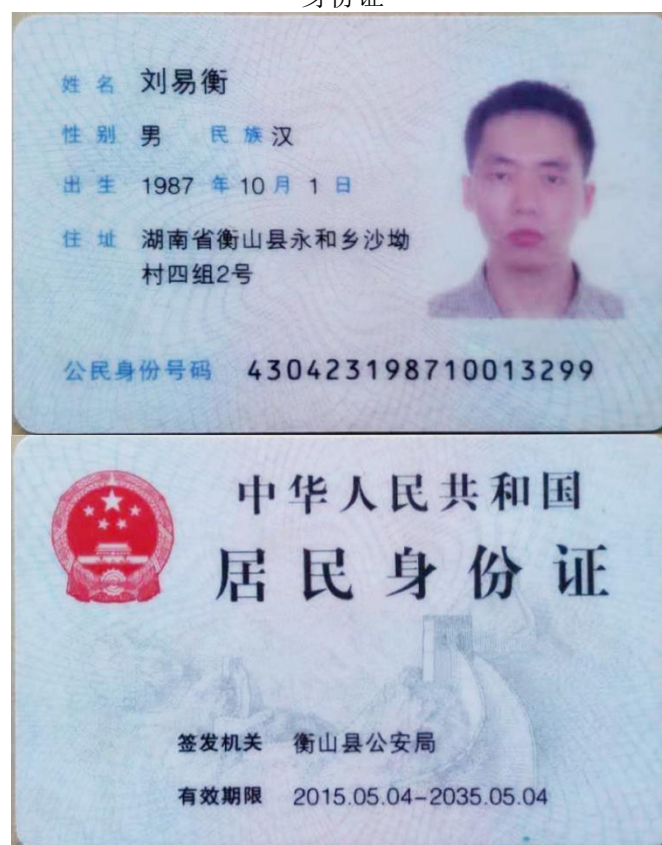 身份证
姓名 刘易衡
性别 男 民族 汉
出生 1987 年 10 月 1 日
住址 湖南省衡山县永和乡沙坳
村四组2号
公民身份号码 430423198710013299
中华人民共和国
居民身份证
签发机关 衡山县公安局
有效期限 2015.05.04-2035.05.04